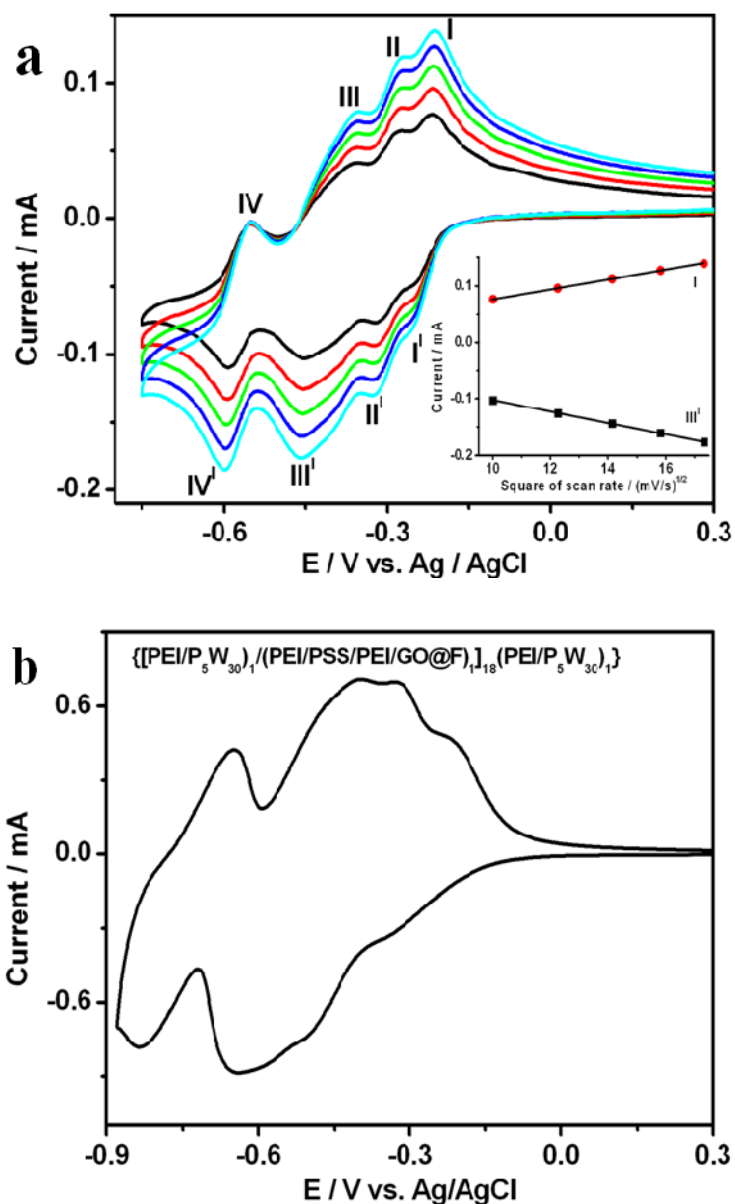 a
I
II
III
IV
0.1
0.0
-0.1
-0.2
Current / mA
I^I
II^I
III^I
IV^I
-0.6
-0.3
0.0
0.3
E / V vs. Ag / AgCl
0.1
0.0
-0.1
-0.2
Current / mA
I
III^I
10
12
14
16
Square of scan rate / (mV/s)^1/2
b
{[PEI/P₅W₃₀)₁/(PEI/PSS/PEI/GO@F)₁]₁₈(PEI/P₅W₃₀)₁}
0.6
0.0
-0.6
Current / mA
-0.9
-0.6
-0.3
0.0
0.3
E / V vs. Ag/AgCl